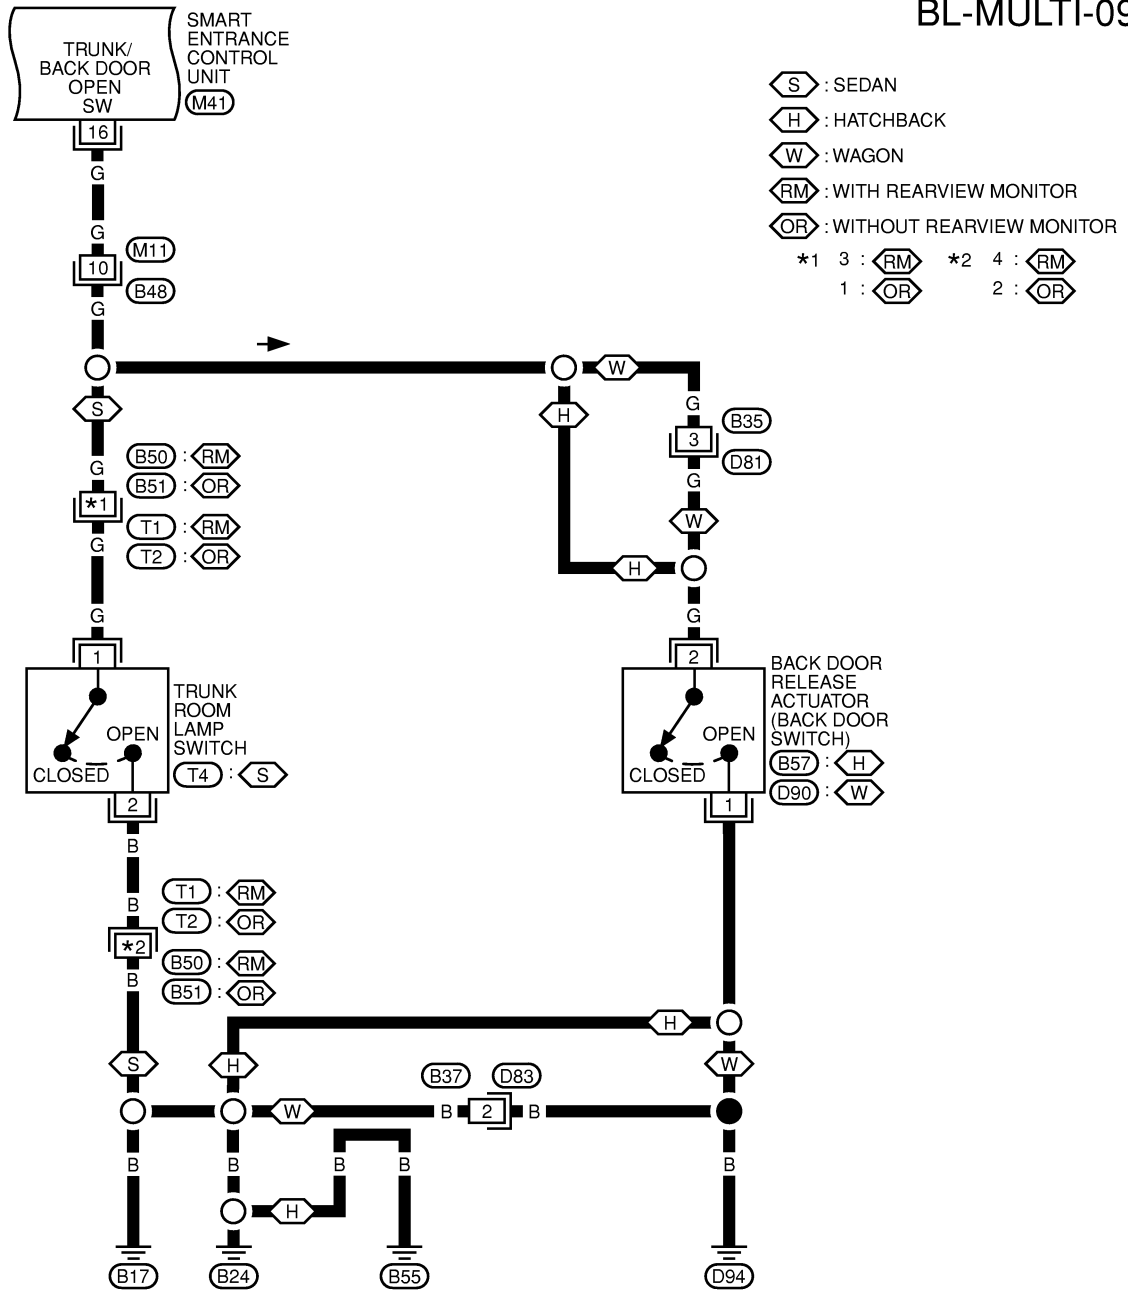 BL-MULTI-09
SMART
ENTRANCE
CONTROL
UNIT
M41
TRUNK/
BACK DOOR
OPEN
SW
16
S : SEDAN
H : HATCHBACK
W : WAGON
RM : WITH REARVIEW MONITOR
OR : WITHOUT REARVIEW MONITOR
*1 3 : RM *2 4 : RM
1 : OR 2 : OR
G
G
M11
10
B48
G
W
S
H
G
B35
3
D81
G
W
H
G
B50 : RM
G
B51 : OR
*1
T1 : RM
G
T2 : OR
G
1
2
TRUNK
ROOM
LAMP
SWITCH
T4 : S
OPEN
CLOSED
2
BACK DOOR
RELEASE
ACTUATOR
(BACK DOOR
SWITCH)
B57 : H
D90 : W
OPEN
CLOSED
1
B
T1 : RM
B
T2 : OR
*2
B50 : RM
B
B51 : OR
H
S
H
W
B37 D83
W B 2 B
B B B B B
H
B17 B24 B55 D94